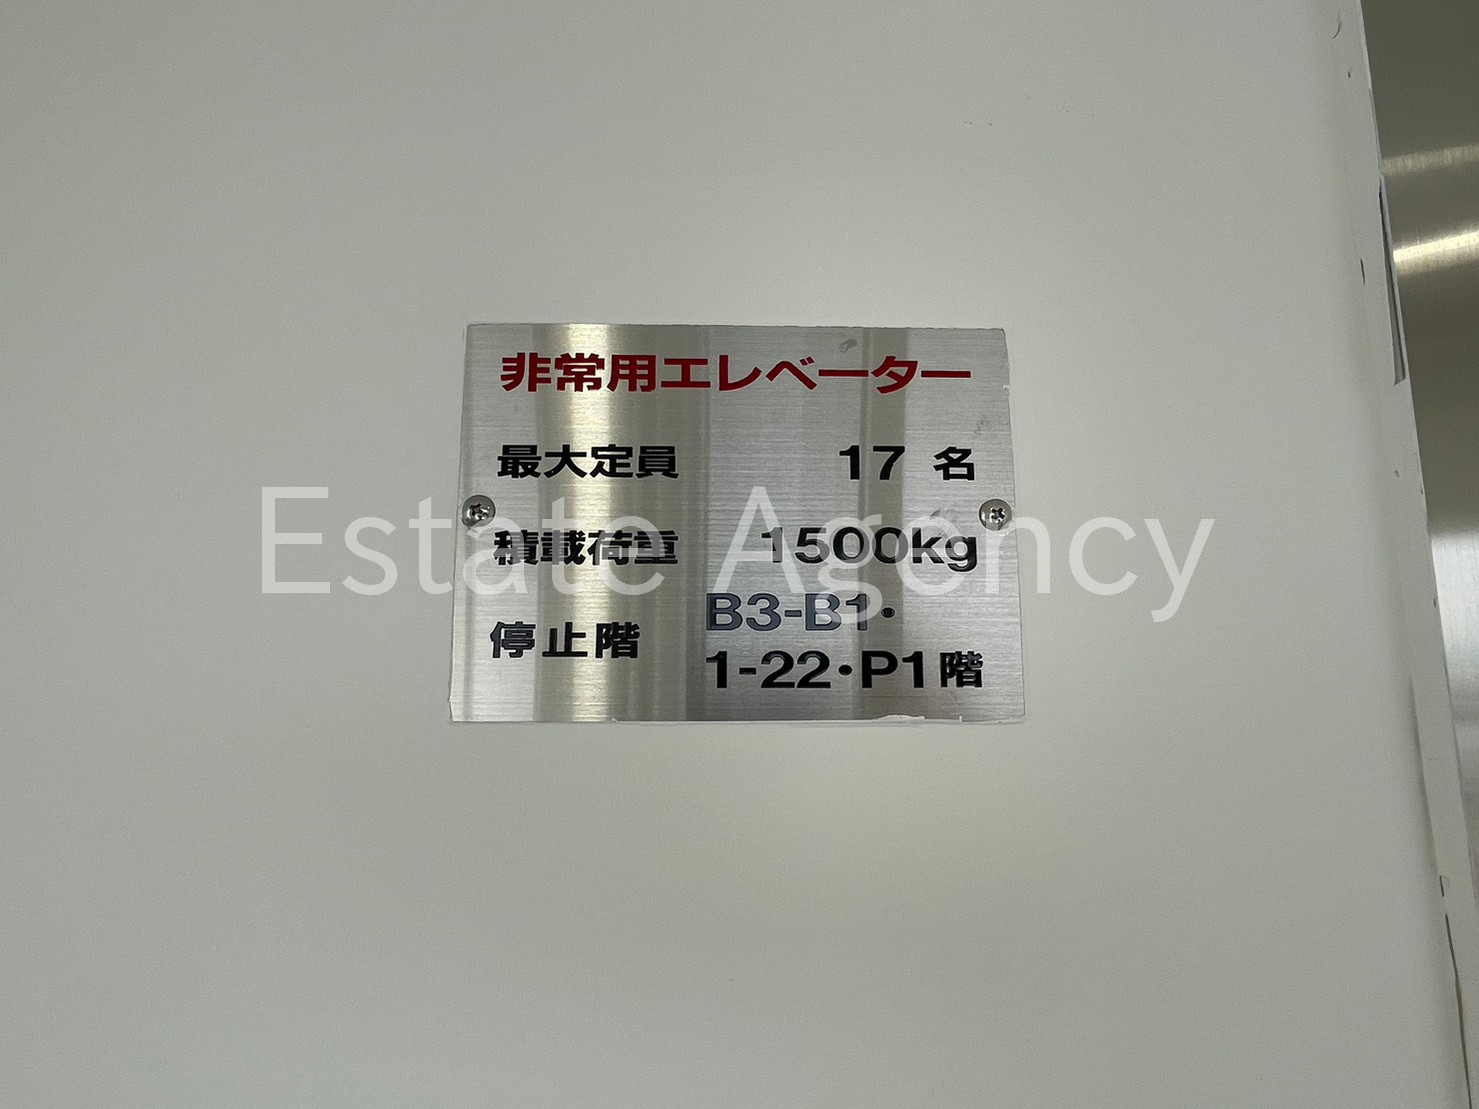 非常用エレベーター
最大定員 17 名
積載荷重 1500kg
停止階 B3-B1・
1-22・P1階
Estate Agency